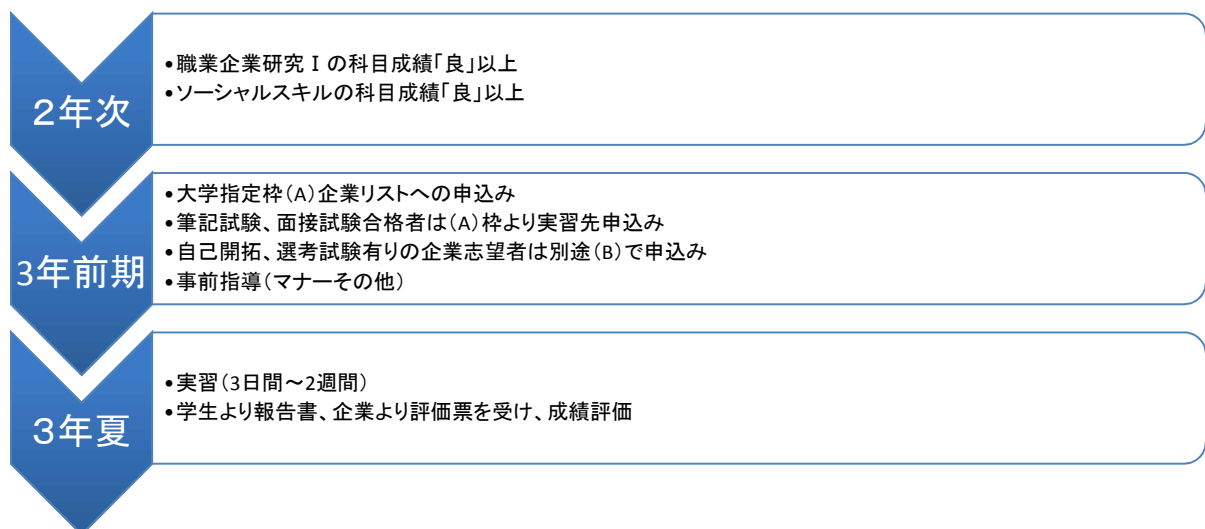 ２年次
•職業企業研究Ⅰの科目成績「良」以上
•ソーシャルスキルの科目成績「良」以上
3年前期
•大学指定枠(A)企業リストへの申込み
•筆記試験、面接試験合格者は(A)枠より実習先申込み
•自己開拓、選考試験有りの企業志望者は別途(B)で申込み
•事前指導(マナーその他)
３年夏
•実習(3日間～2週間)
•学生より報告書、企業より評価票を受け、成績評価